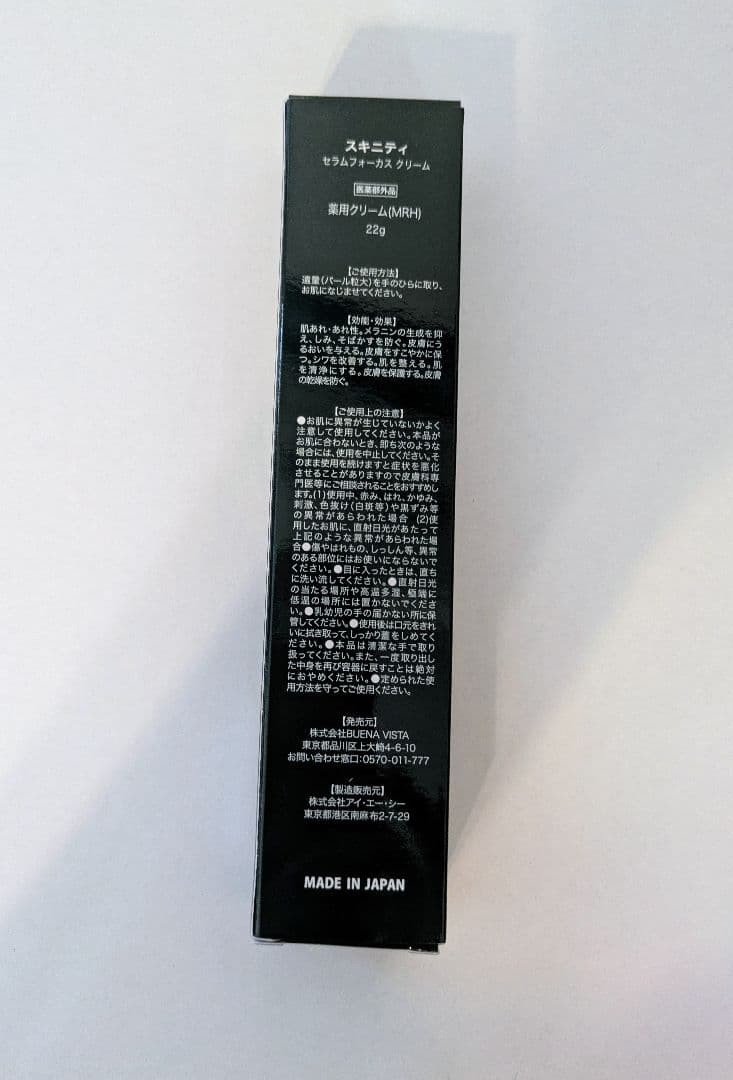 スキニティ
セラムフォーカス クリーム
医薬部外品
薬用クリーム(MRH)
22g
【ご使用方法】
適量(パール粒大)を手のひらに取り、
お肌になじませてください。
【効能・効果】
肌あれ・あれ性。メラニンの生成を抑
え、しみ、そばかすを防ぐ。皮膚にう
るおいを与える。皮膚をすこやかに保
つ。シワを改善する。肌を整える。肌
を清浄にする。皮膚を保護する。皮膚
の乾燥を防ぐ。
【ご使用上の注意】
●お肌に異常が生じていないかよく
注意して使用してください。本品が
お肌に合わないとき、即ち次のような
場合には、使用を中止してください。そ
のまま使用を続けますと症状を悪化
させることがありますので皮膚科専
門医等にご相談されることをおすすめし
ます。(1)使用中、赤み、はれ、かゆみ、
刺激、色抜け(白斑等)や黒ずみ等
の異常があらわれた場合 (2)使
用したお肌に、直射日光があたって
上記のような異常があらわれた場
合●傷やはれもの、しっしん等、異常
のある部位にはお使いにならないで
ください。●目に入ったときは、直ち
に洗い流してください。●直射日光
の当たる場所や高温多湿、極端に
低温の場所には置かないでくださ
い。●乳幼児の手の届かない所に保
管してください。●使用後は口元をきれ
いに拭き取って、しっかり蓋をしめてく
ださい。●本品は清潔な手で取り
扱ってください。また、一度取り出し
た中身を再び容器に戻すことは絶対
におやめください。●定められた使
用方法を守ってご使用ください。
【発売元】
株式会社BUENA VISTA
東京都品川区上大崎4-6-10
お問い合わせ窓口:0570-011-777
【製造販売元】
株式会社アイ・エー・シー
東京都港区南麻布2-7-29
MADE IN JAPAN